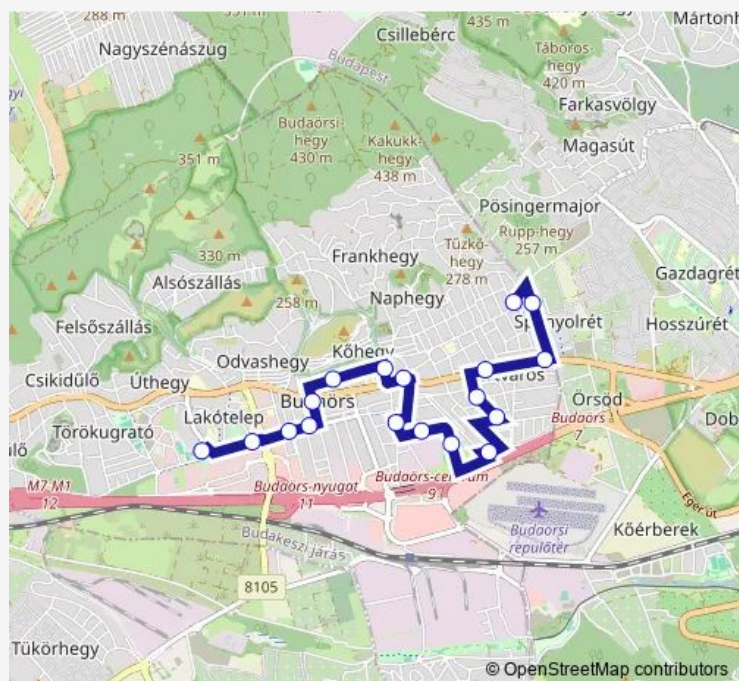 288 m
Nagyszénászug
Csillebérc
435 m
Mártonh
Táboros-
hegy
420 m
Budapest
Farkasvölgy
Magasút
Budaörsi-
hegy
430 m
Kakukk-
hegy
438 m
351 m
Pösingermajor
Rupp-hegy
257 m
Frankhegy
Tűzkő-
hegy
278 m
330 m
Alsószállás
258 m
Naphegy
Gazdagrét
Felsőszállás
Hosszúrét
Kőhegy
Odvashegy
Csikidűlő
Úthegy
Lakótelep
Törökugrató
Örsöd
Budaörs
7
M7-M1
12
Budaörs-nyugat
11
Budaörs-centrum
9
Egér út
Budaörsi
repülőtér
Kőérberek
Budakeszi Járás
8105
Tükörhegy
© OpenStreetMap contributors